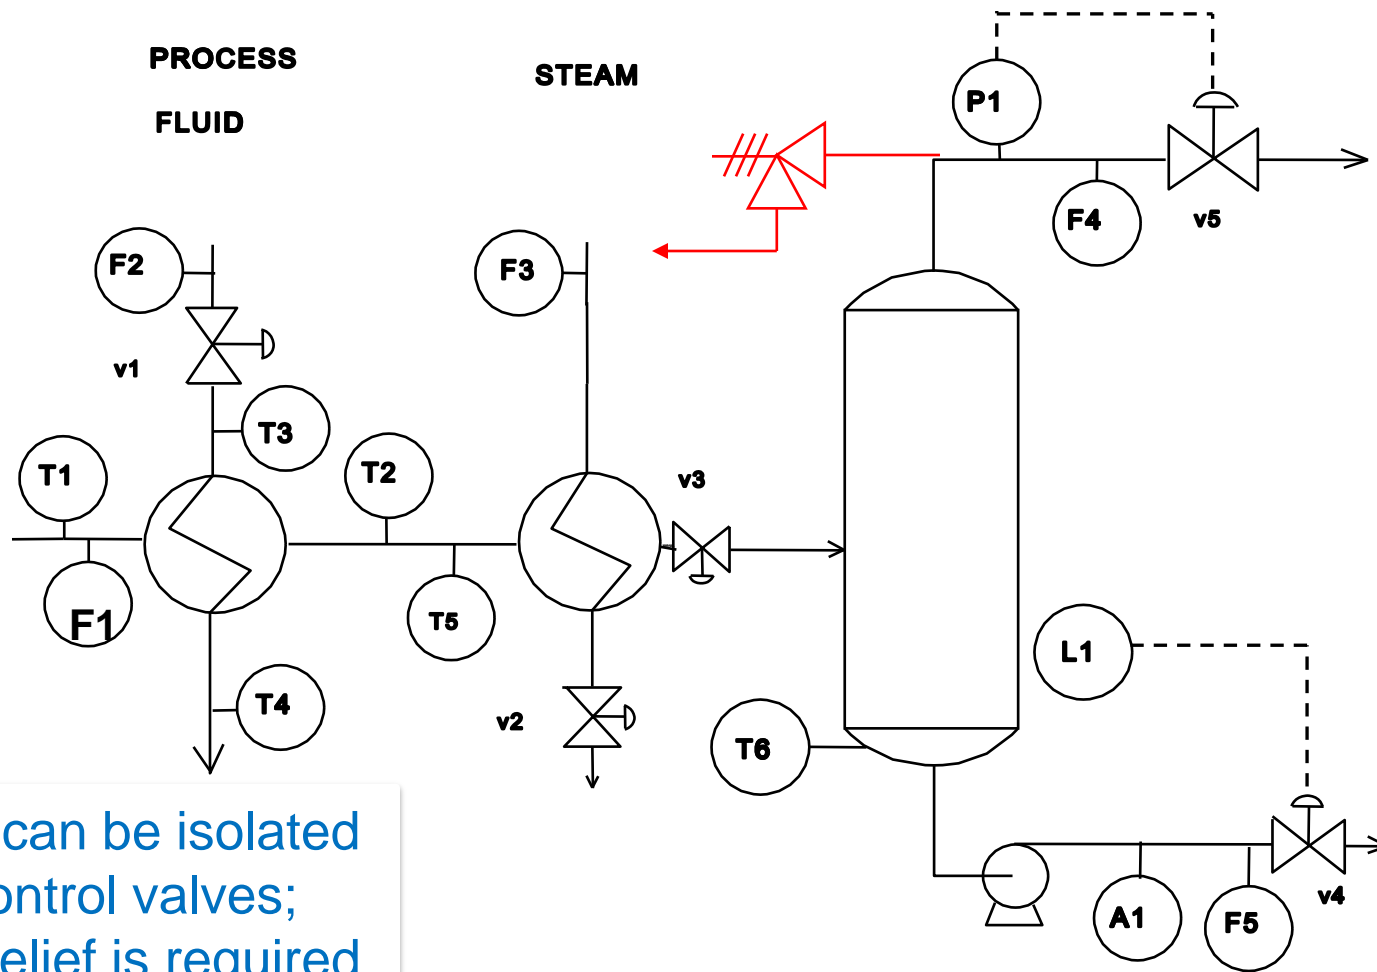 PROCESS
FLUID
STEAM
P1
F4
v5
F2
F3
v1
T3
T1
T2
v3
F1
T5
L1
T4
v2
T6
can be isolated
ontrol valves;
elief is required
A1
F5
v4